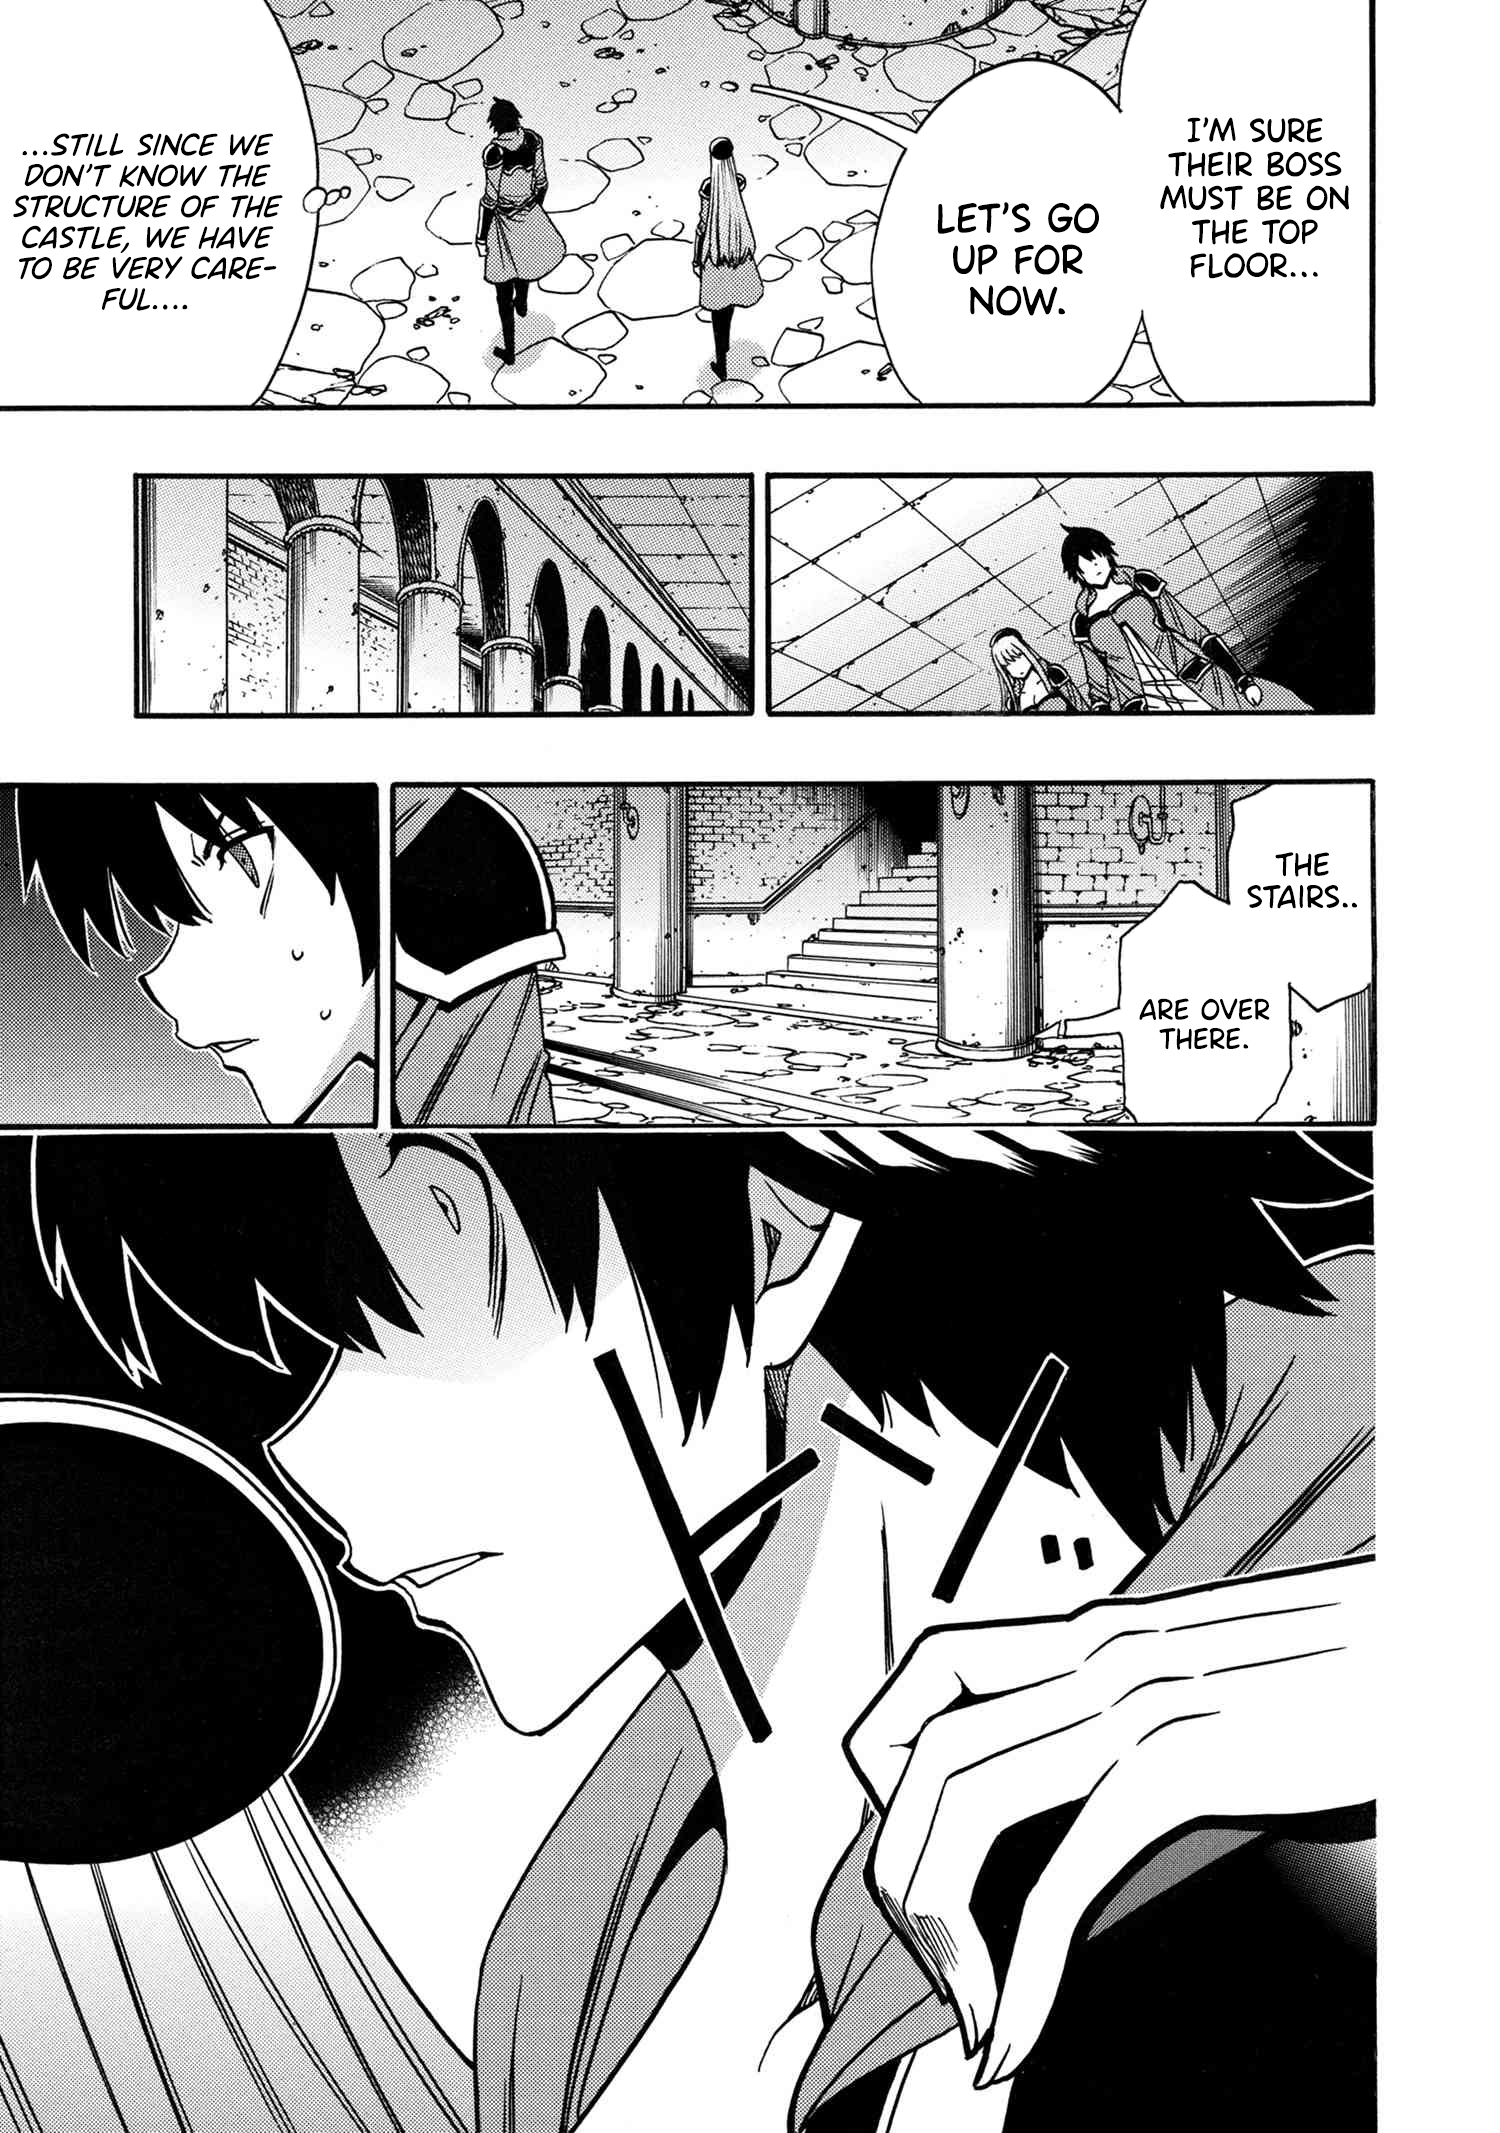 I'M SURE
THEIR BOSS
MUST BE ON
THE TOP
FLOOR...
LET'S GO
UP FOR
NOW.
...STILL SINCE WE
DON'T KNOW THE
STRUCTURE OF THE
CASTLE, WE HAVE
TO BE VERY CARE-
FUL....
THE
STAIRS..
ARE OVER
THERE.